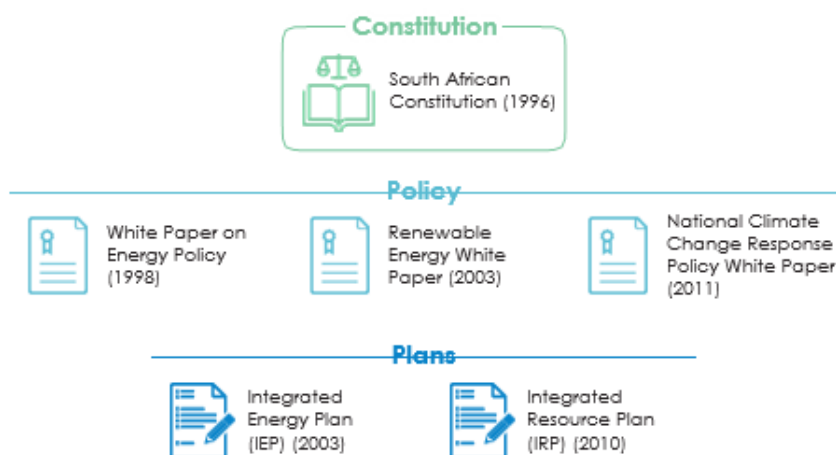 Constitution
South African
Constitution (1996)
Policy
White Paper on
Energy Policy
(1998)
Renewable
Energy White
Paper (2003)
National Climate
Change Response
Policy White Paper
(2011)
Plans
Integrated
Energy Plan
(IEP) (2003)
Integrated
Resource Plan
(IRP) (2010)